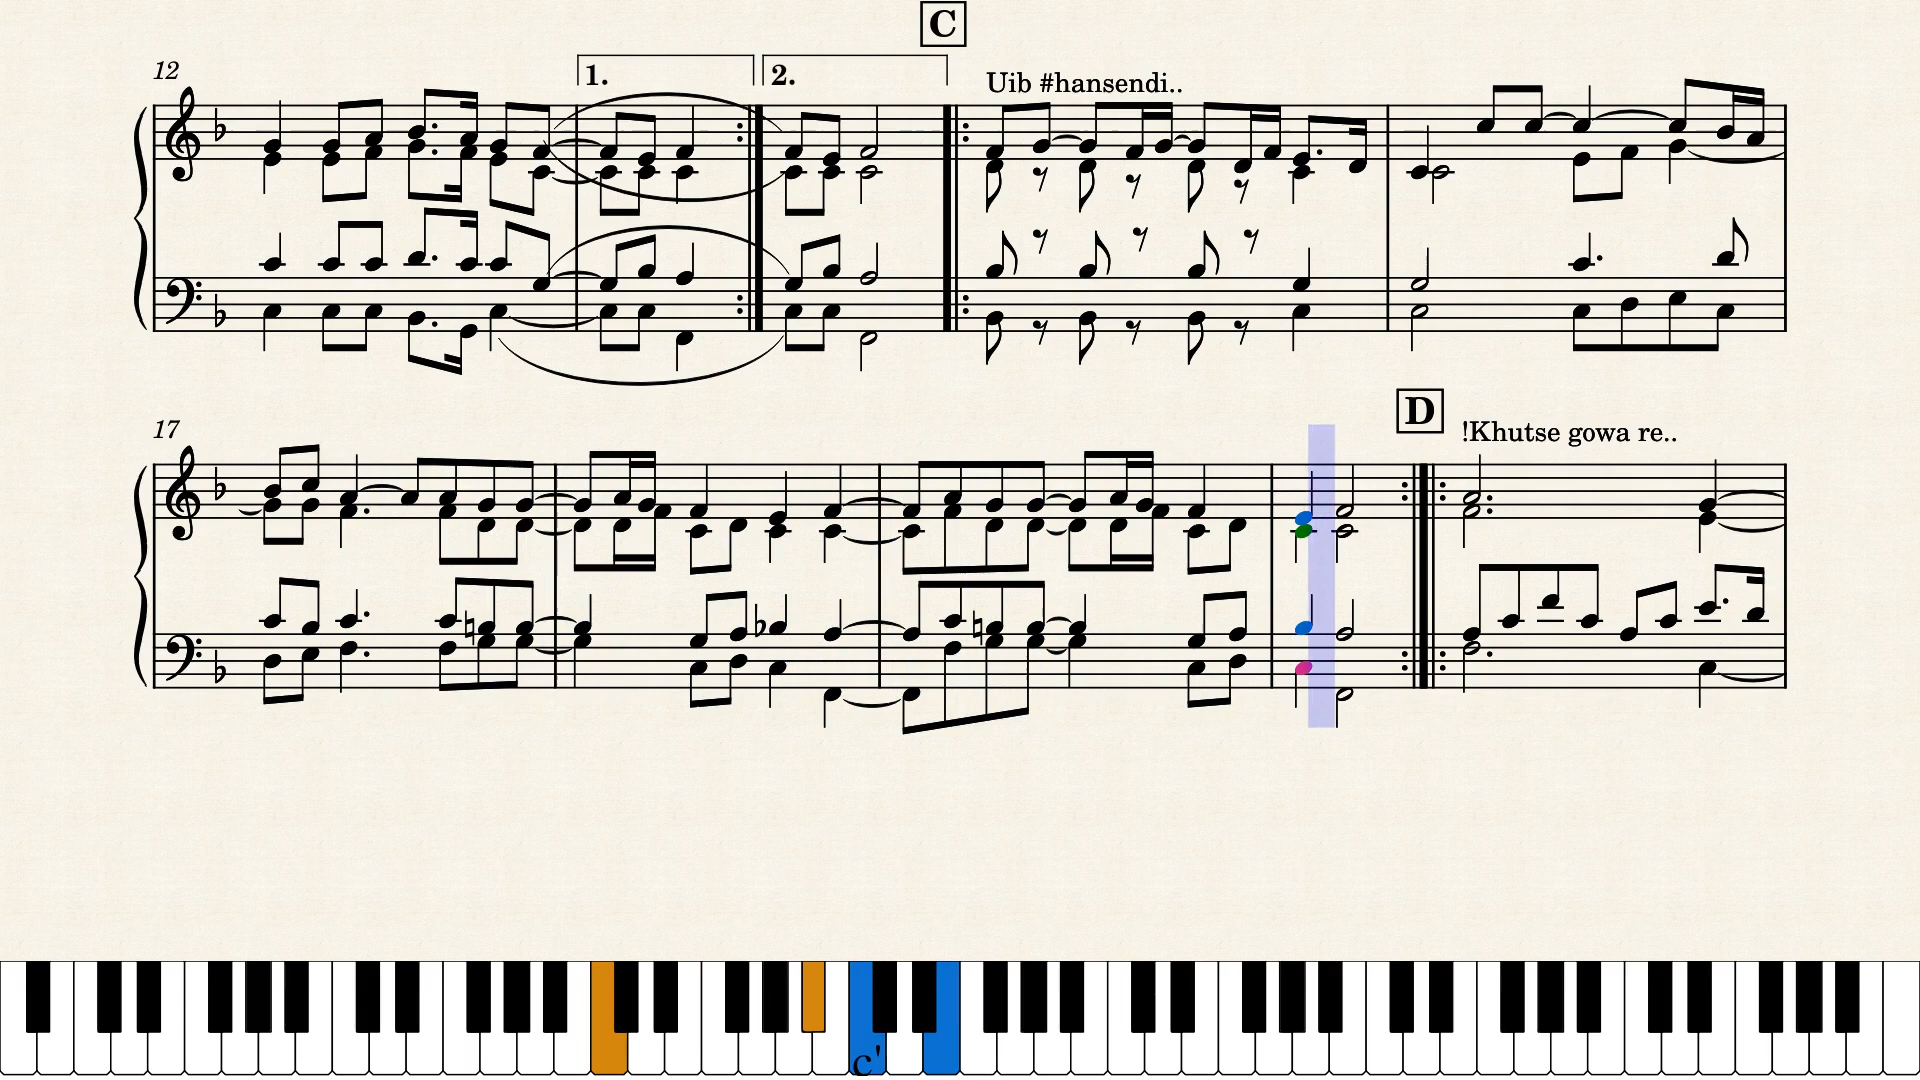 C
12
1.
2.
Uib #hansendi..
D
17
!Khutse gowa re..
c'